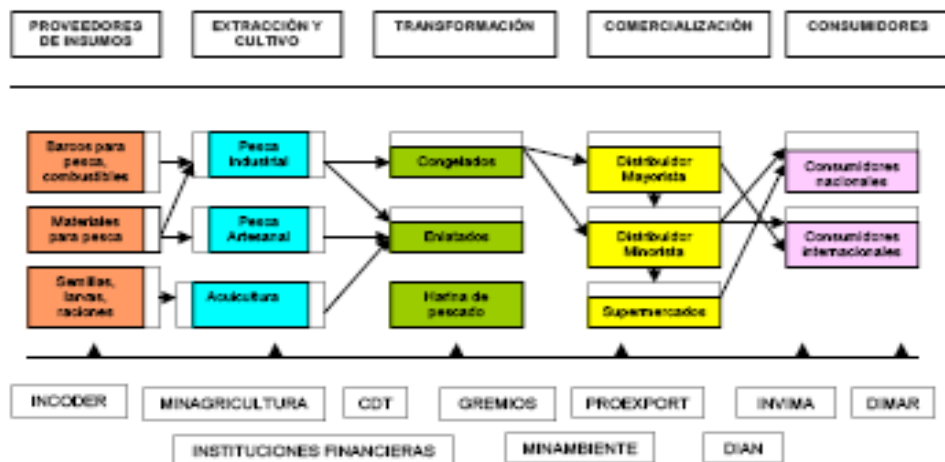 PROVEEDORES
DE INSUMOS
EXTRACCIÓN Y
CULTIVO
TRANSFORMACIÓN
COMERCIALIZACIÓN
CONSUMIDORES
Barcos para
pesca,
combustibles
Pesca
Industrial
Congelados
Distribuidor
Mayorista
Consumidores
nacionales
Materiales
para pesca
Pesca
Artesanal
Enlatados
Distribuidor
Minorista
Consumidores
internacionales
Semillas,
larvas,
raciones
Acuicultura
Harina de
pescado
Supermercados
INCODER
MINAGRICULTURA
CDT
GREMIOS
PROEXPORT
INVIMA
DIMAR
INSTITUCIONES FINANCIERAS
MINAMBIENTE
DIAN